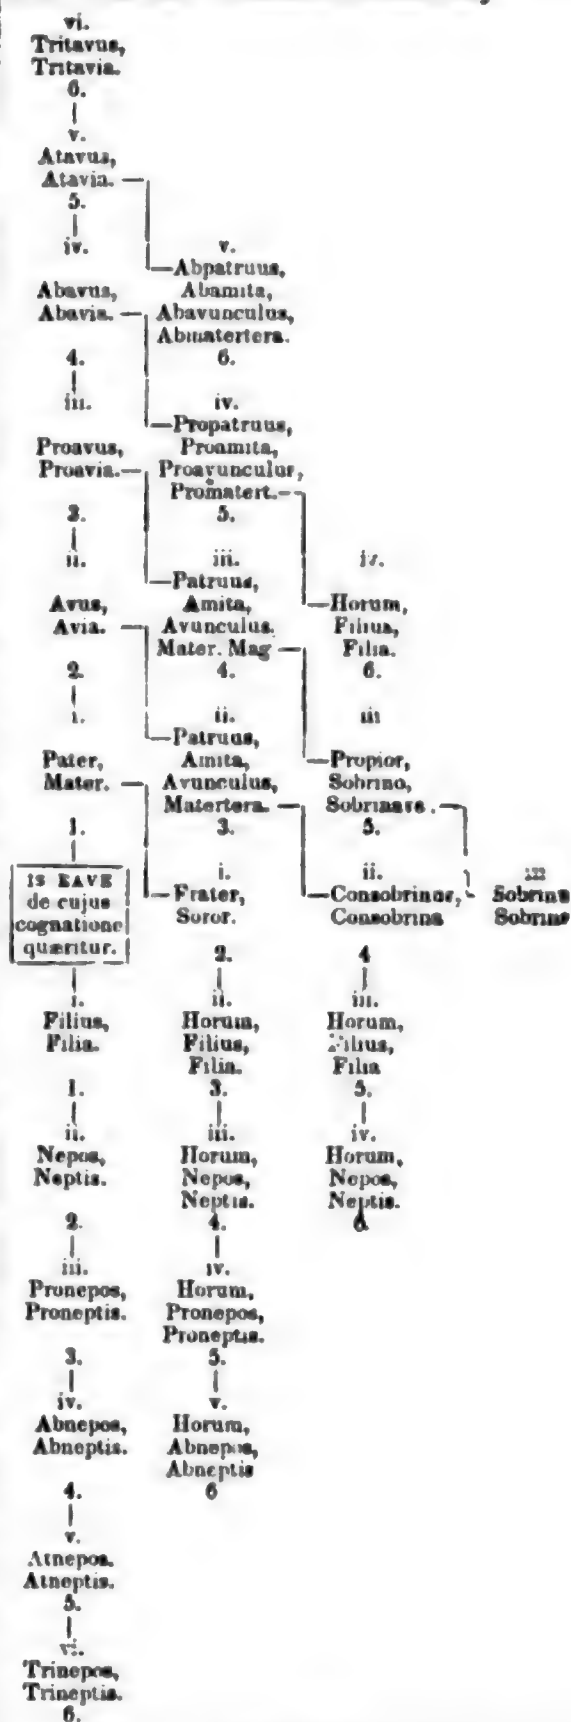 vi.
Tritavus,
Tritavia.
6.
v.
Atavus,
Atavia.
5.
iv.
Abavus,
Abavia.
4.
iii.
Proavus,
Proavia.
3.
ii.
Avus,
Avia.
2.
i.
Pater,
Mater.
1.
IS EAVE
de cujus
cognatione
quæritur.
i.
Filius,
Filia.
1.
ii.
Nepos,
Neptis.
2.
iii.
Pronepos,
Proneptis.
3.
iv.
Abnepos,
Abneptis.
4.
v.
Atnepos.
Atneptis.
5.
vi.
Trinepos,
Trineptis.
6.
v.
Abpatruus,
Abamita,
Abavunculus,
Abmatertera.
6.
iv.
Propatruus,
Proamita,
Proavunculus,
Promatert.
5.
iii.
Patruus,
Amita,
Avunculus.
Mater. Mag
4.
ii.
Patruus,
Amita,
Avunculus,
Matertera.
3.
i.
Frater,
Soror.
2.
ii.
Horum,
Filius,
Filia.
3.
iii.
Horum,
Nepos,
Neptis.
4.
iv.
Horum,
Pronepos,
Proneptis.
5.
v.
Horum,
Abnepos,
Abneptis
6
iv.
Horum,
Filius,
Filia.
6.
iii
Propior,
Sobrino,
Sobrinave.
5.
ii.
Consobrinus,
Consobrina
4
iii.
Horum,
Filius,
Filia
5.
iv.
Horum,
Nepos,
Neptis.
6.
iii
Sobrina
Sobrine